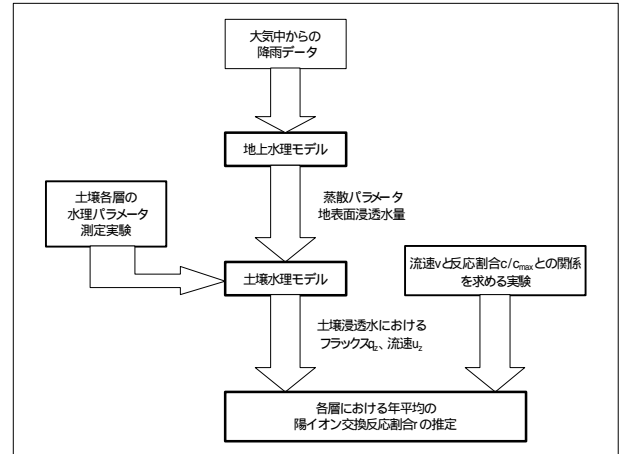 大気中からの
降雨データ
地上水理モデル
蒸散パラメータ
地表面浸透水量
土壌各層の
水理パラメータ
測定実験
土壌水理モデル
流速vと反応割合c/cmaxとの関係
を求める実験
土壌浸透水における
フラックスqz、流速uz
各層における年平均の
陽イオン交換反応割合rの推定